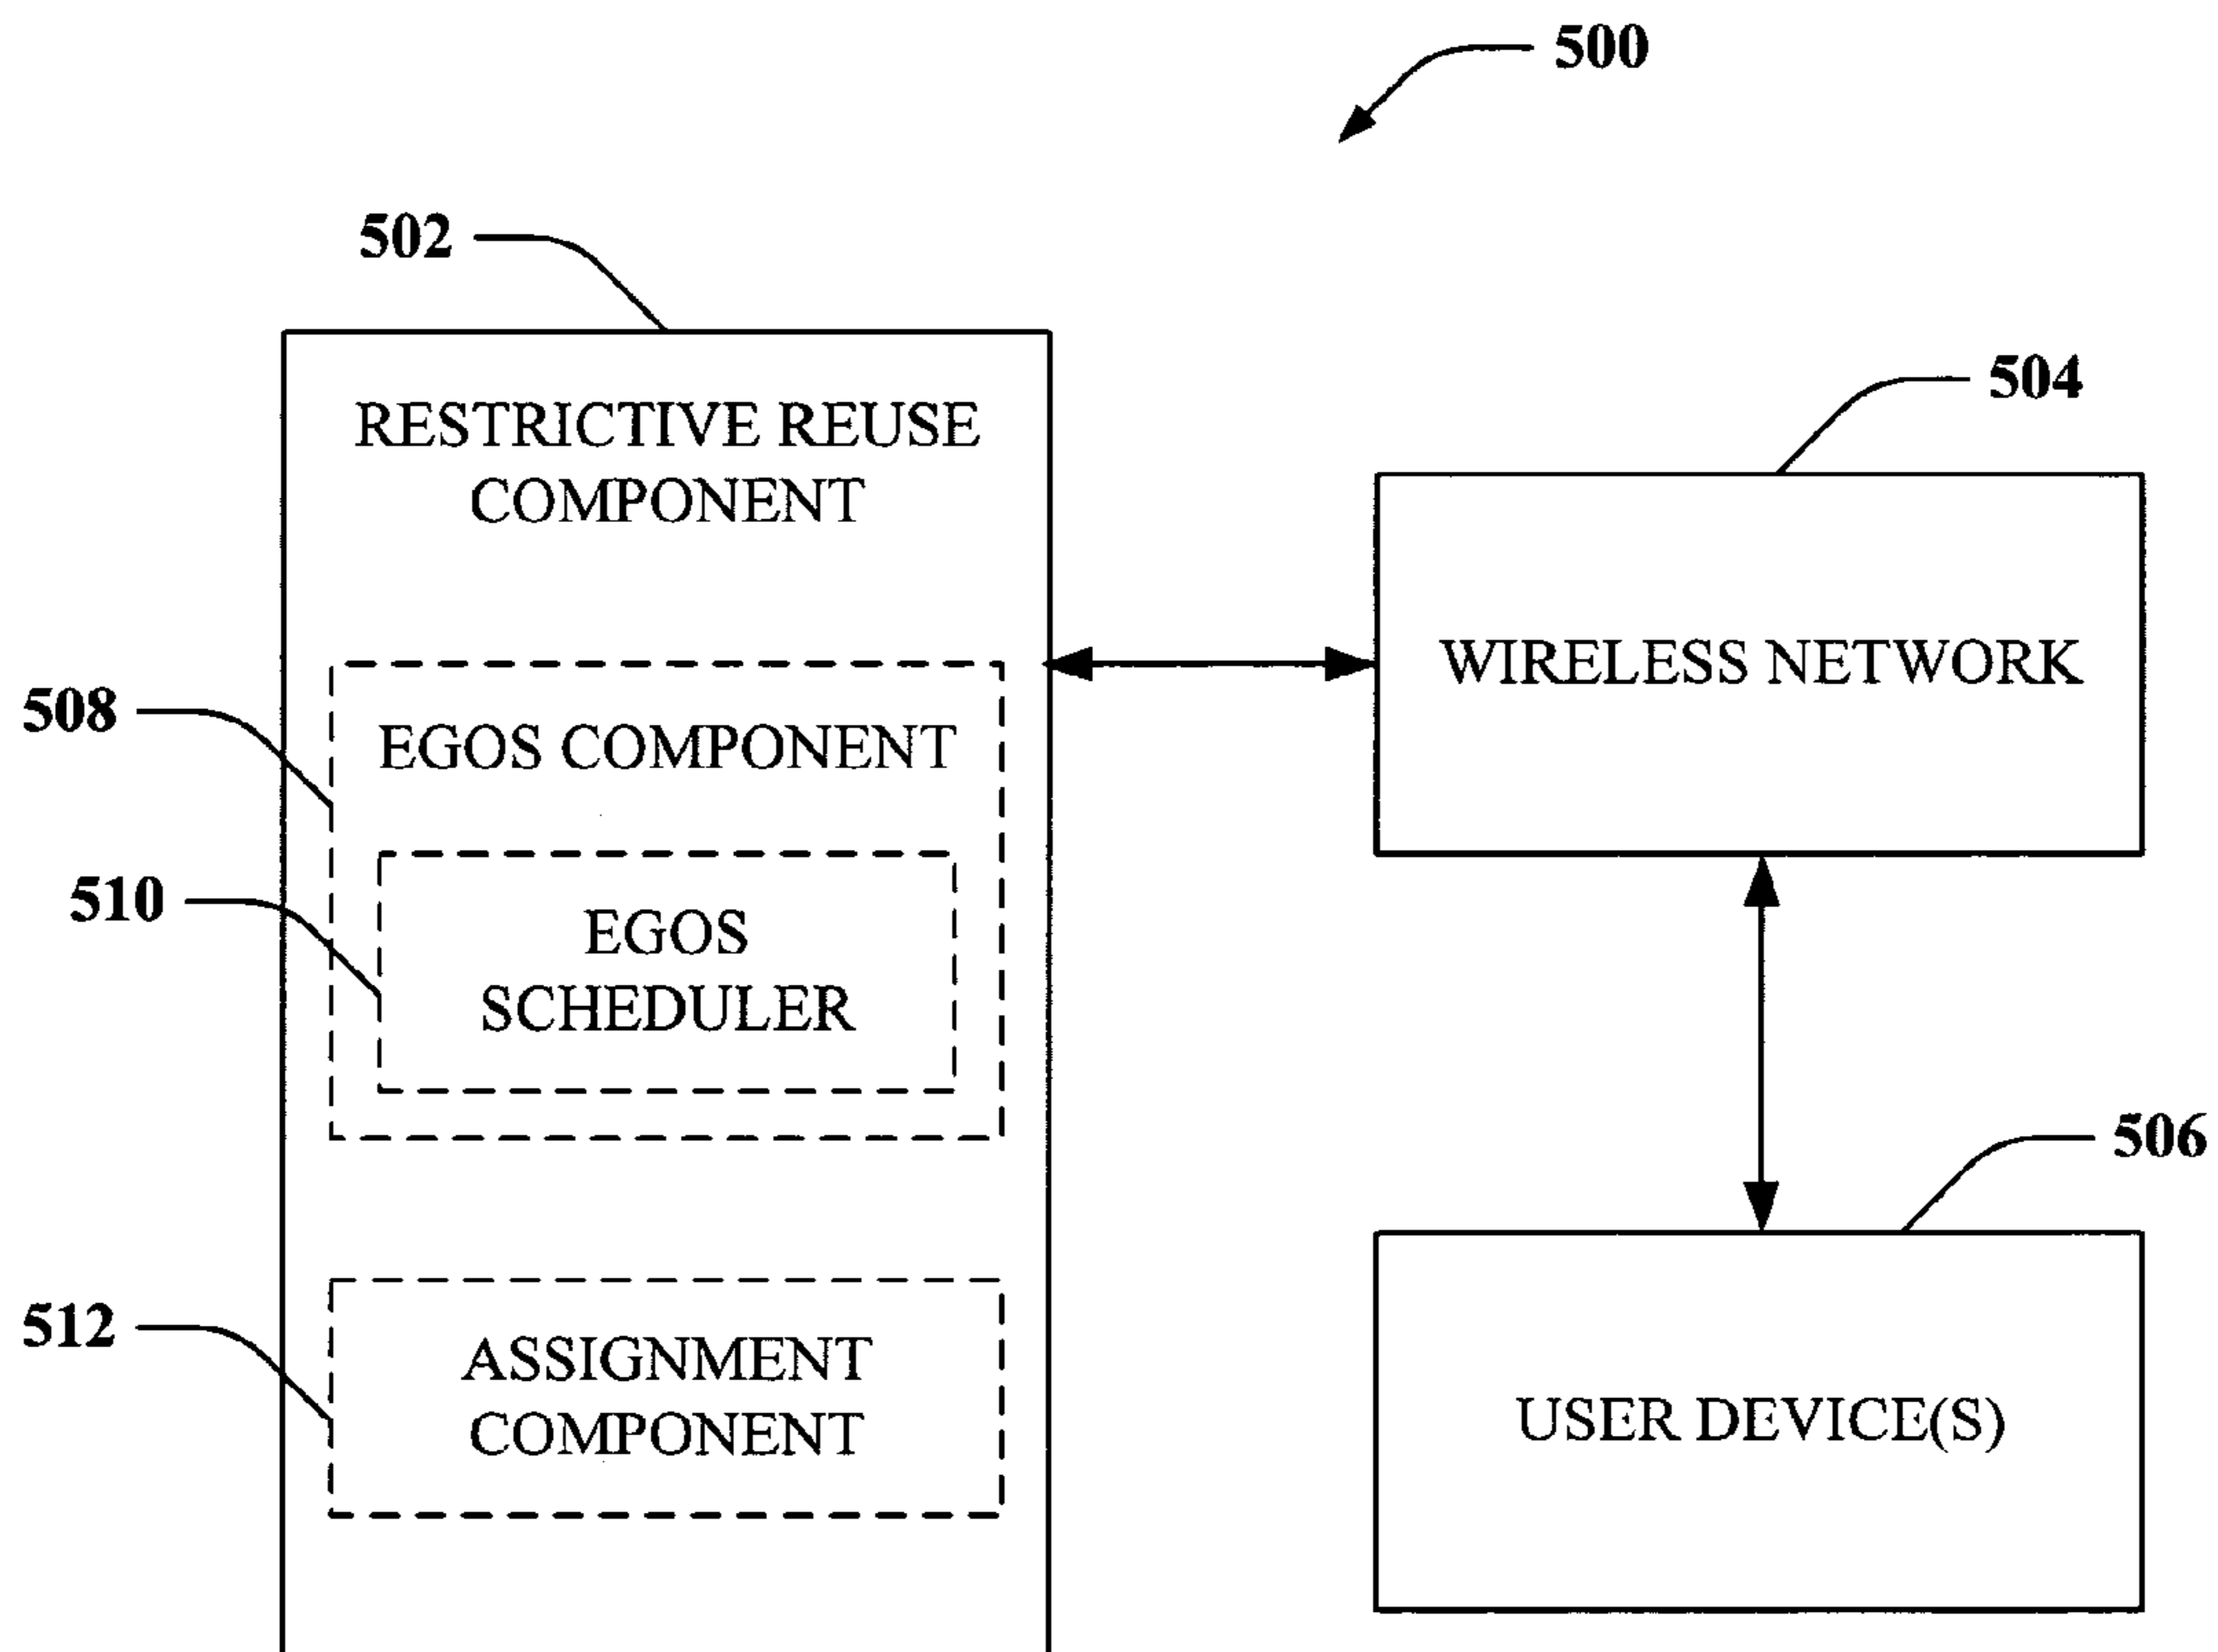 500
502
RESTRICTIVE REUSE
COMPONENT
504
WIRELESS NETWORK
508
EGOS COMPONENT
510
EGOS
SCHEDULER
506
512
ASSIGNMENT
COMPONENT
USER DEVICE(S)